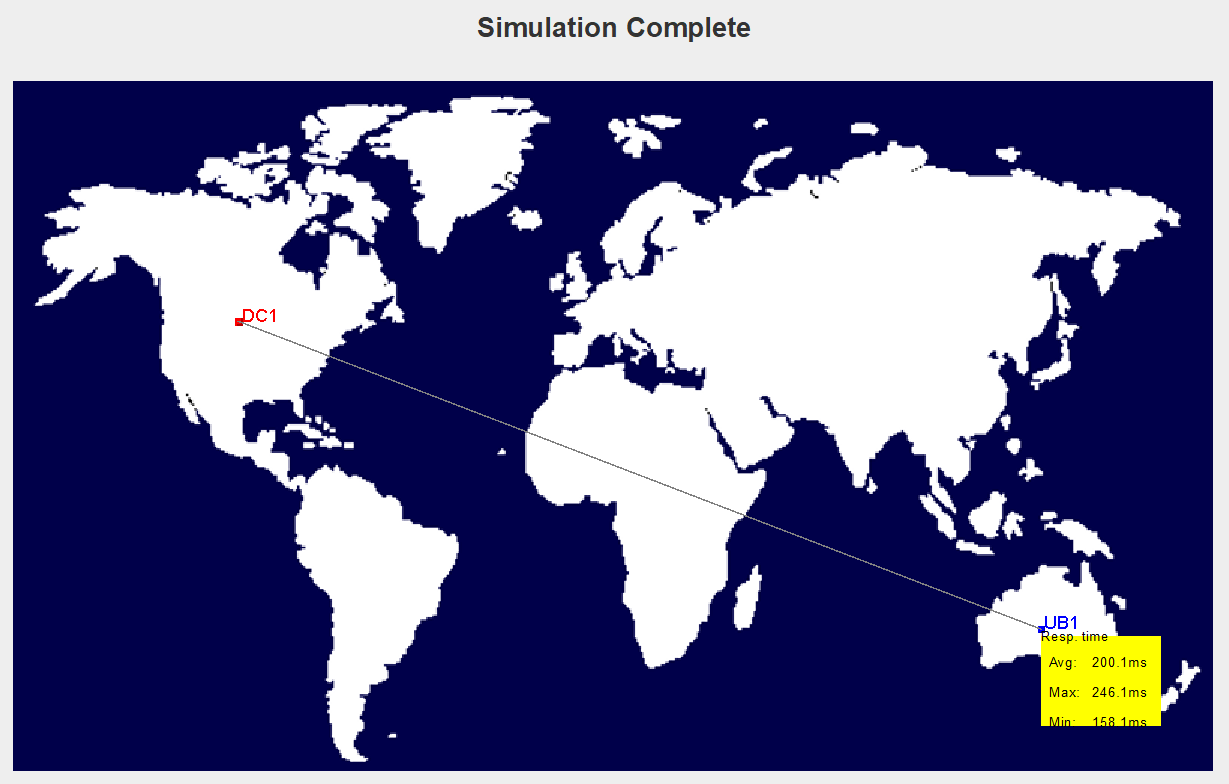 Simulation Complete
DC1
UB1
Resp. time
Avg: 200.1ms
Max: 246.1ms
Min: 158.1ms